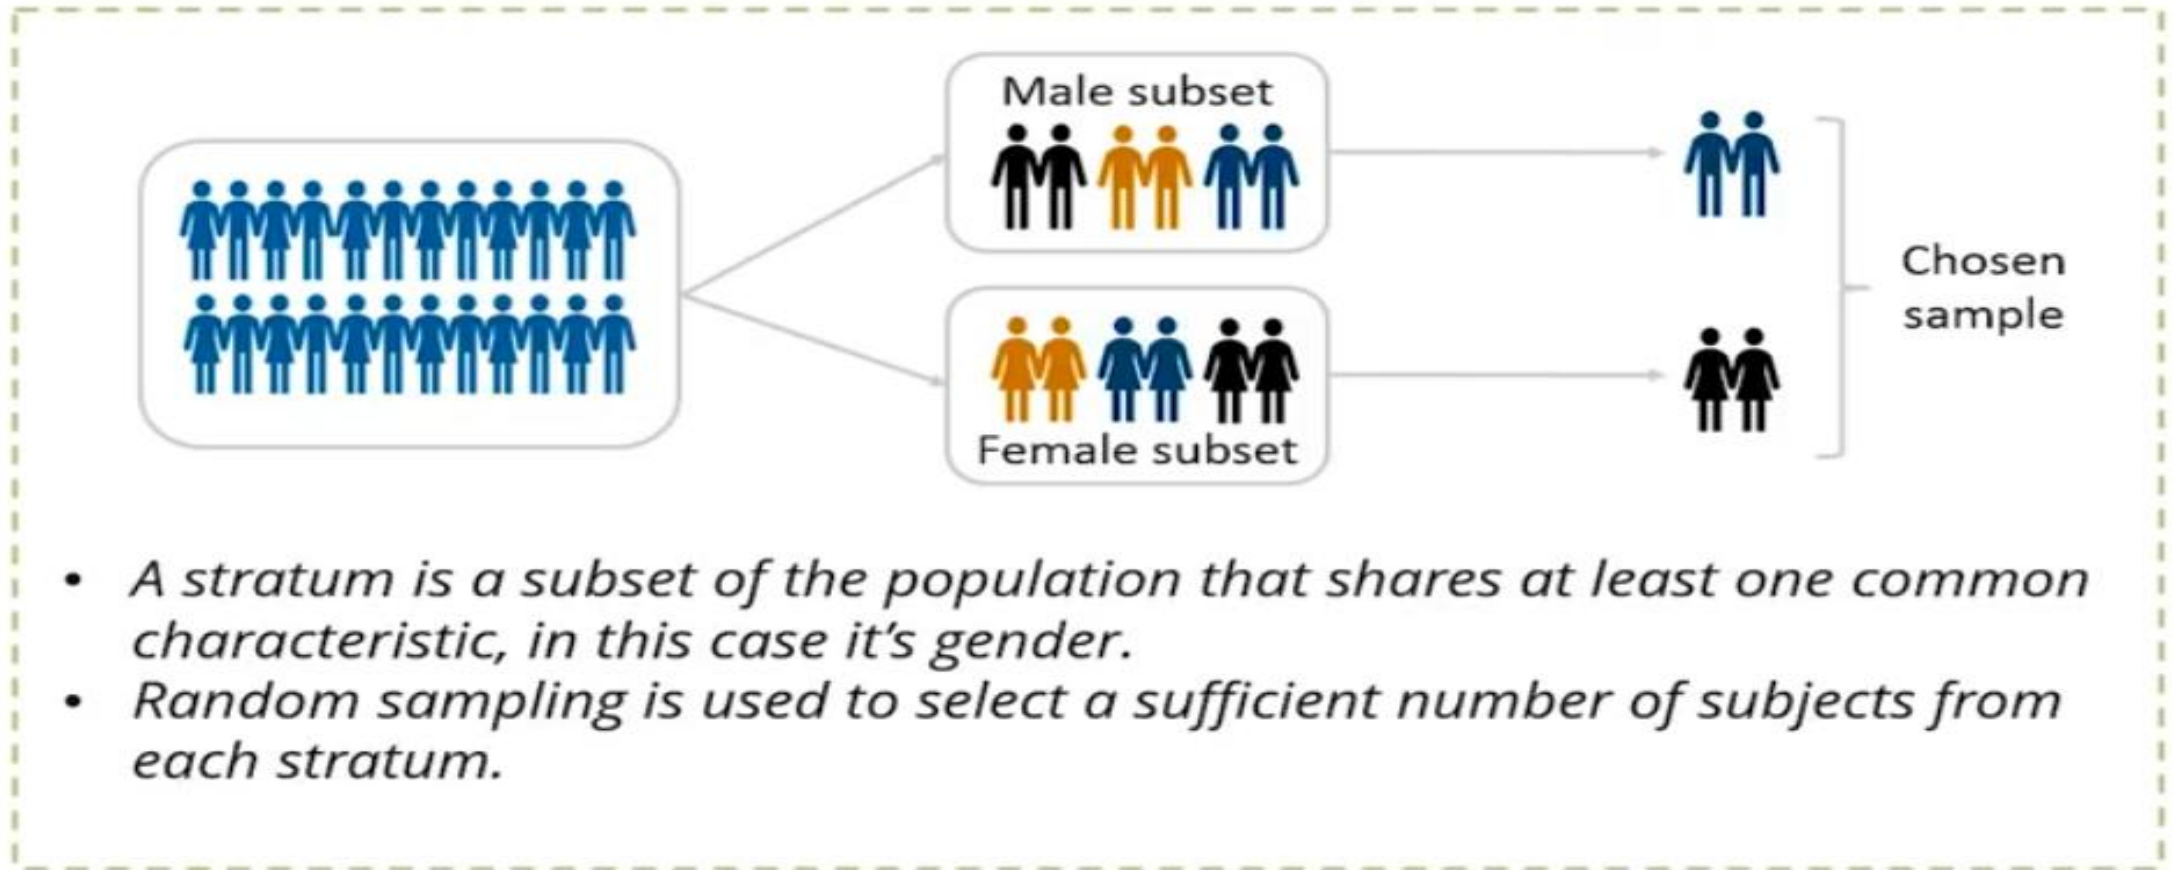 Male subset
Female subset
Chosen
sample
• A stratum is a subset of the population that shares at least one common
characteristic, in this case it’s gender.
• Random sampling is used to select a sufficient number of subjects from
each stratum.